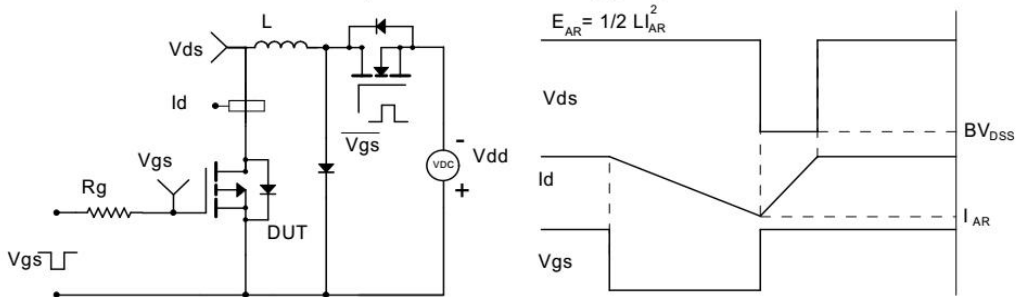 L
Vds
Id
Vgs
Vgs
Rg
DUT
VDC
-
+
Vdd
Vgs
E_AR = 1/2 LI_AR^2
Vds
BV_DSS
Id
I_AR
Vgs